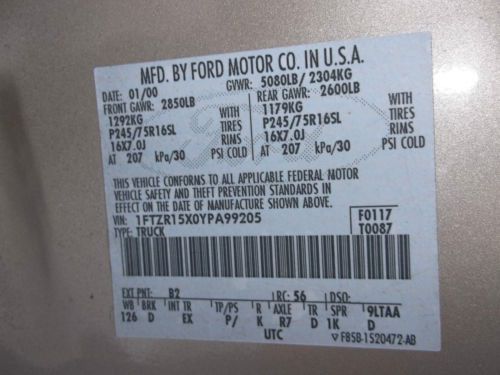 MFD. BY FORD MOTOR CO. IN U.S.A.
DATE: 01/00 GVWR: 5080LB/ 2304KG
FRONT GAWR: 2850LB REAR GAWR: 2600LB
1292KG WITH 1179KG WITH
P245/75R16SL TIRES P245/75R16SL TIRES
16X7.0J RIMS 16X7.0J RIMS
AT 207 kPa/30 PSI COLD AT 207 kPa/30 PSI COLD
THIS VEHICLE CONFORMS TO ALL APPLICABLE FEDERAL MOTOR
VEHICLE SAFETY AND THEFT PREVENTION STANDARDS IN
EFFECT ON THE DATE OF MANUFACTURE SHOWN ABOVE.
VIN: 1FTZR15X0YPA99205 F0117
TYPE: TRUCK T0087
EXT PNT: B2 RC: 56 DSO:
WB BRK INT TR TP/PS R AXLE TR SPR 9LTAA
126 D EX P/ K R7 D 1K D
UTC F85B-1520472-AB